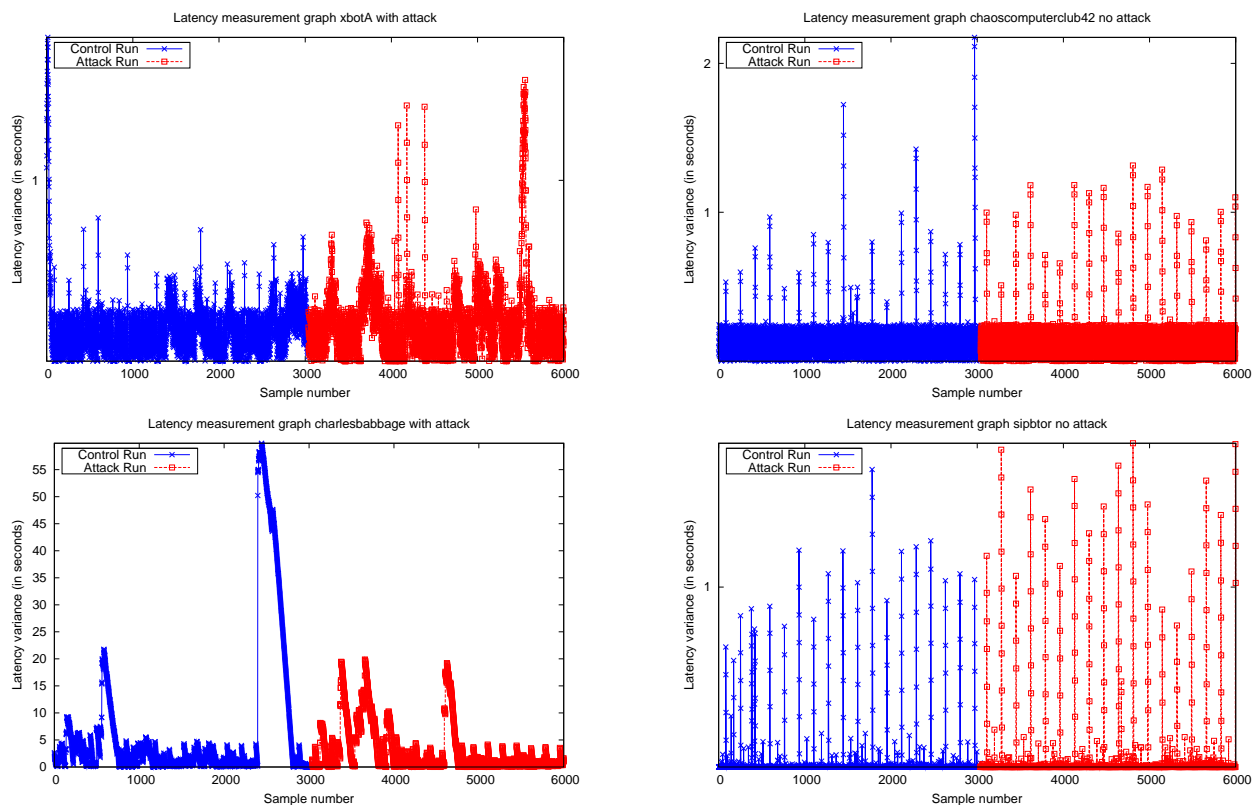 Latency measurement graph xbotA with attack
Control Run
Attack Run
Latency variance (in seconds)
1
0 1000 2000 3000 4000 5000 6000
Sample number
Latency measurement graph chaoscomputerclub42 no attack
Control Run
Attack Run
Latency variance (in seconds)
2
1
0 1000 2000 3000 4000 5000 6000
Sample number
Latency measurement graph charlesbabbage with attack
Control Run
Attack Run
Latency variance (in seconds)
55
50
45
40
35
30
25
20
15
10
5
0
0 1000 2000 3000 4000 5000 6000
Sample number
Latency measurement graph sipbtor no attack
Control Run
Attack Run
Latency variance (in seconds)
1
0 1000 2000 3000 4000 5000 6000
Sample number